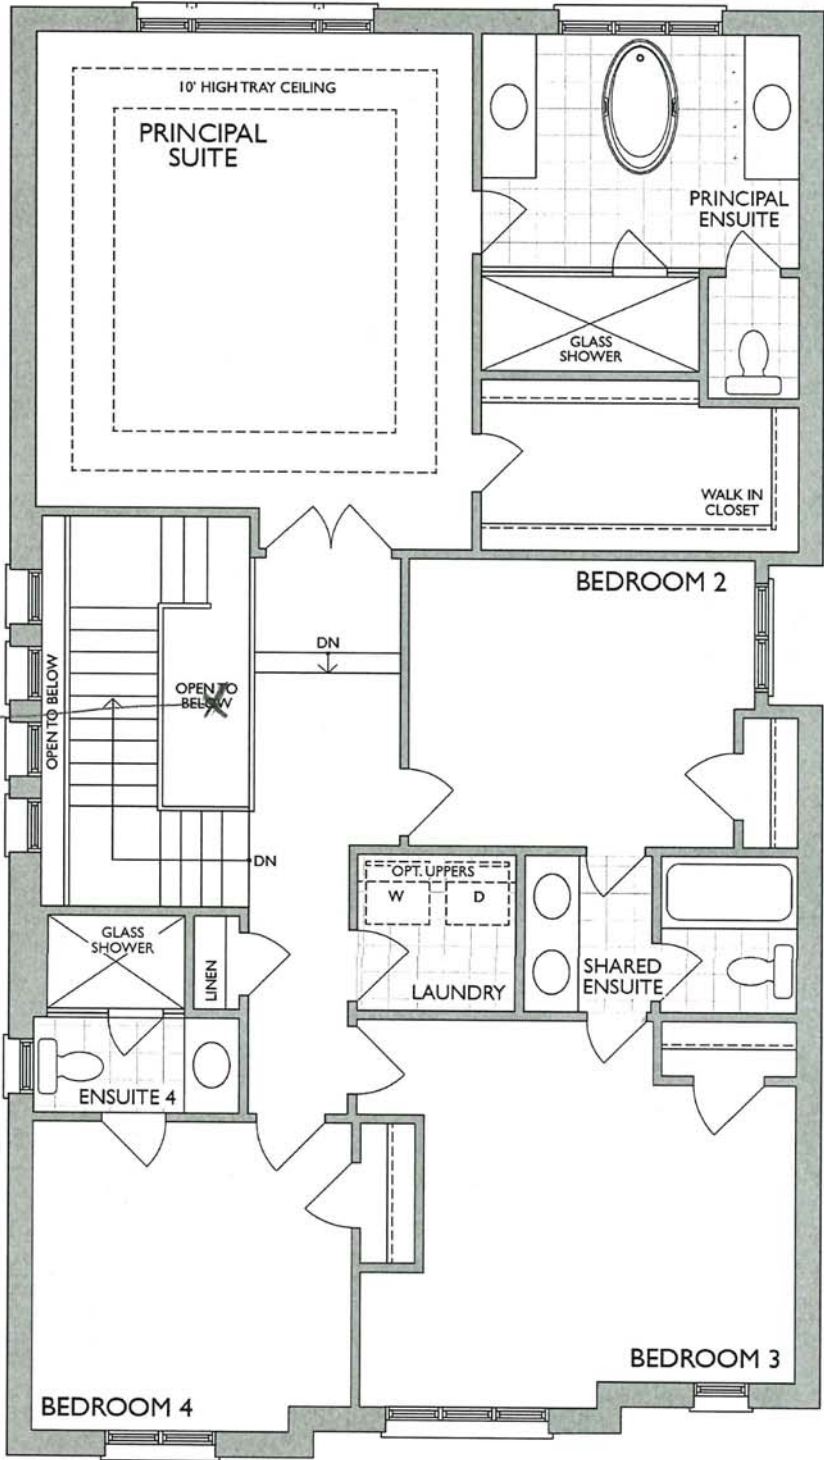 10' HIGH TRAY CEILING
PRINCIPAL
SUITE
PRINCIPAL
ENSUITE
GLASS
SHOWER
WALK IN
CLOSET
BEDROOM 2
DN
OPEN TO BELOW
OPEN TO
BELOW
DN
OPT. UPPERS
W D
GLASS
SHOWER
LINEN
LAUNDRY
SHARED
ENSUITE
ENSUITE 4
BEDROOM 3
BEDROOM 4